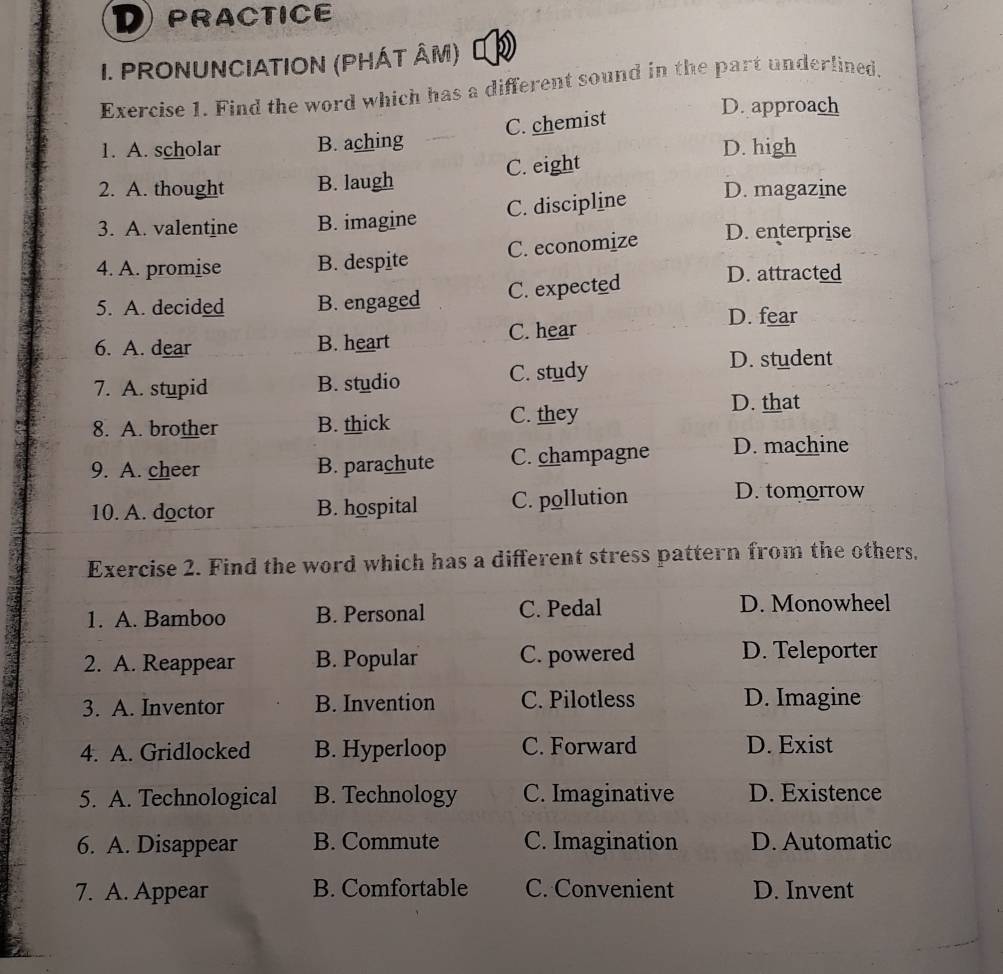 D PRACTICE
I. PRONUNCIATION (PHÁT ÂM)
Exercise 1. Find the word which has a different sound in the part underlined.
1. A. scholar B. aching C. chemist D. approach
2. A. thought B. laugh C. eight D. high
3. A. valentine B. imagine C. discipline D. magazine
4. A. promise B. despite C. economize D. enterprise
5. A. decided B. engaged C. expected D. attracted
6. A. dear B. heart C. hear D. fear
7. A. stupid B. studio C. study D. student
8. A. brother B. thick C. they D. that
9. A. cheer B. parachute C. champagne D. machine
10. A. doctor B. hospital C. pollution D. tomorrow
Exercise 2. Find the word which has a different stress pattern from the others.
1. A. Bamboo B. Personal C. Pedal D. Monowheel
2. A. Reappear B. Popular C. powered D. Teleporter
3. A. Inventor B. Invention C. Pilotless D. Imagine
4. A. Gridlocked B. Hyperloop C. Forward D. Exist
5. A. Technological B. Technology C. Imaginative D. Existence
6. A. Disappear B. Commute C. Imagination D. Automatic
7. A. Appear B. Comfortable C. Convenient D. Invent